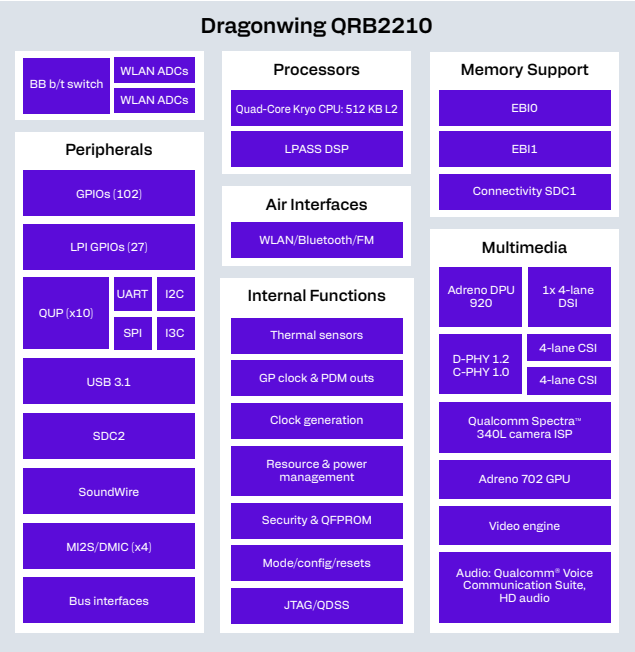 Dragonwing QRB2210
BB b/t switch
WLAN ADCs
WLAN ADCs
Peripherals
GPIOs (102)
LPI GPIOs (27)
QUP (x10)
UART
I2C
SPI
I3C
USB 3.1
SDC2
SoundWire
MI2S/DMIC (x4)
Bus interfaces
Processors
Quad-Core Kryo CPU: 512 KB L2
LPASS DSP
Air Interfaces
WLAN/Bluetooth/FM
Internal Functions
Thermal sensors
GP clock & PDM outs
Clock generation
Resource & power
management
Security & QFPROM
Mode/config/resets
JTAG/QDSS
Memory Support
EBI0
EBI1
Connectivity SDC1
Multimedia
Adreno DPU
920
1x 4-lane
DSI
D-PHY 1.2
C-PHY 1.0
4-lane CSI
4-lane CSI
Qualcomm Spectra™
340L camera ISP
Adreno 702 GPU
Video engine
Audio: Qualcomm® Voice
Communication Suite,
HD audio